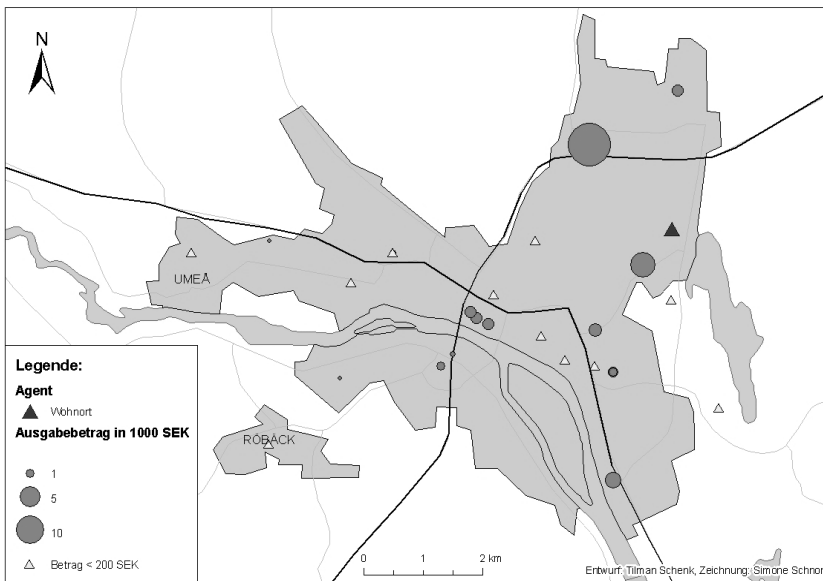 N
UMEÅ
RÖBÄCK
Legende:
Agent
Wohnort
Ausgabebetrag in 1000 SEK
1
5
10
Betrag < 200 SEK
0 1 2 km
Entwurf: Tilman Schenk, Zeichnung: Simone Schnor